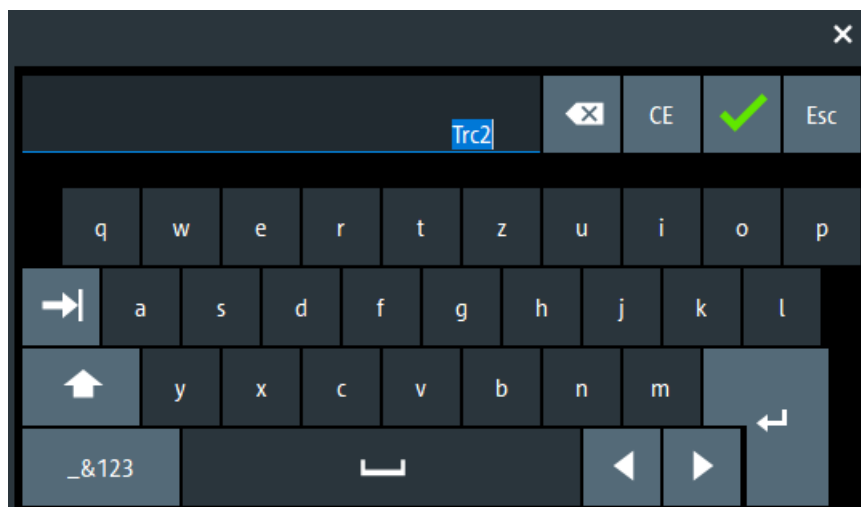 Trc2 CE Esc
q w e r t z u i o p
a s d f g h j k l
y x c v b n m
_&123